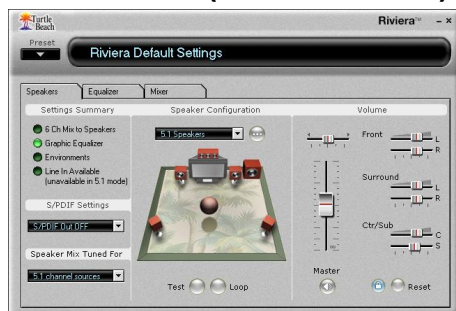 Turtle Beach
Riviera™
Preset
Riviera Default Settings
Speakers
Equalizer
Mixer
Settings Summary
6 Ch Mix to Speakers
Graphic Equalizer
Environments
Line In Available
(unavailable in 5.1 mode)
S/PDIF Settings
S/PDIF Out OFF
Speaker Mix Tuned For
5.1 channel sources
Speaker Configuration
5.1 Speakers
Test
Loop
Volume
Front
L
R
Surround
L
R
Ctr/Sub
C
S
Master
Reset